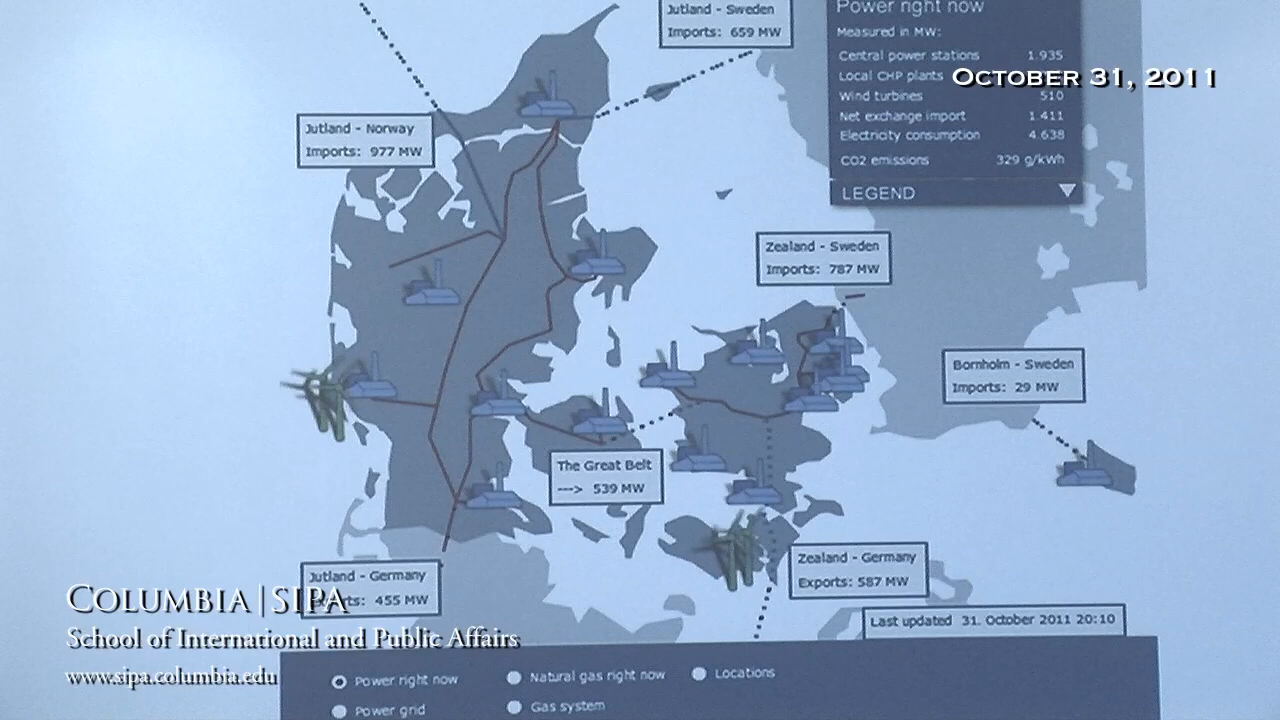 Jutland - Sweden
Imports: 659 MW
Power right now
Measured in MW:
Central power stations 1.935
Local CHP plants
Wind turbines 510
Net exchange import 1.411
Electricity consumption 4.638
CO2 emissions 329 g/kWh
LEGEND
OCTOBER 31, 2011
Jutland - Norway
Imports: 977 MW
Zealand - Sweden
Imports: 787 MW
Bornholm - Sweden
Imports: 29 MW
The Great Belt
---> 539 MW
Zealand - Germany
Exports: 587 MW
Jutland - Germany
455 MW
COLUMBIA | SIPA
School of International and Public Affairs
www.sipa.columbia.edu
Last updated 31. October 2011 20:10
Power right now
Natural gas right now
Locations
Power grid
Gas system